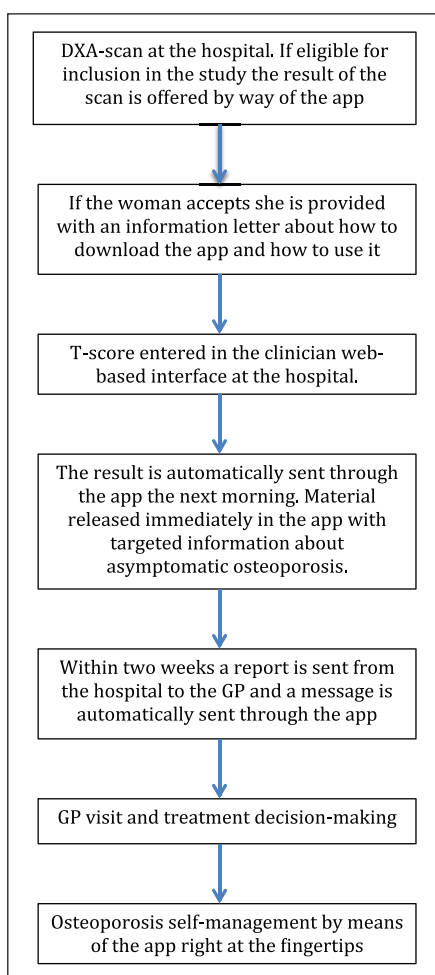 DXA-scan at the hospital. If eligible for
inclusion in the study the result of the
scan is offered by way of the app
If the woman accepts she is provided
with an information letter about how to
download the app and how to use it
T-score entered in the clinician web-
based interface at the hospital.
The result is automatically sent through
the app the next morning. Material
released immediately in the app with
targeted information about
asymptomatic osteoporosis.
Within two weeks a report is sent from
the hospital to the GP and a message is
automatically sent through the app
GP visit and treatment decision-making
Osteoporosis self-management by means
of the app right at the fingertips